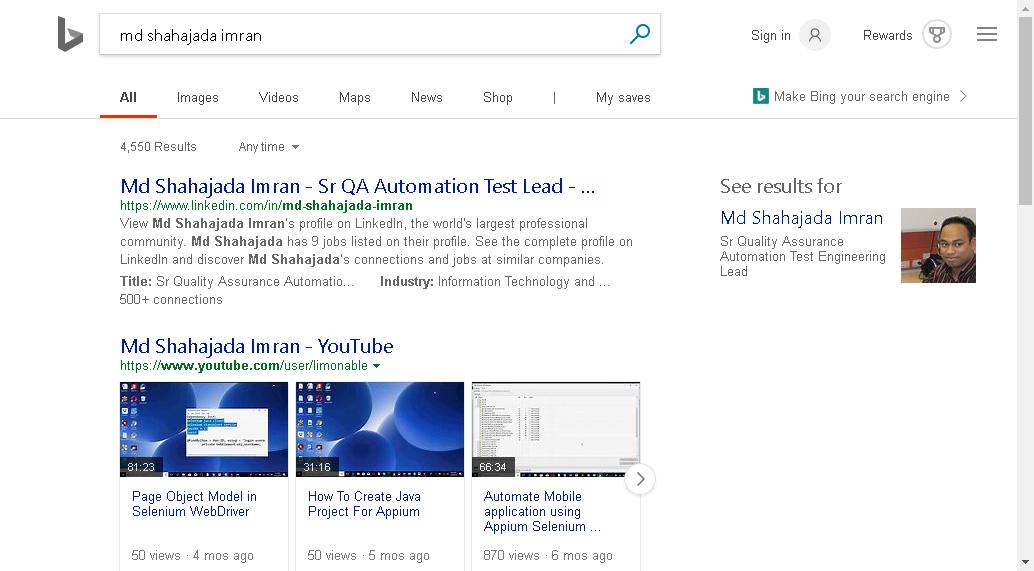 md shahajada imran
Sign in
Rewards
All
Images
Videos
Maps
News
Shop
|
My saves
Make Bing your search engine
4,550 Results
Any time
Md Shahajada Imran - Sr QA Automation Test Lead - ...
https://www.linkedin.com/in/md-shahajada-imran
View Md Shahajada Imran's profile on LinkedIn, the world's largest professional
community. Md Shahajada has 9 jobs listed on their profile. See the complete profile on
LinkedIn and discover Md Shahajada's connections and jobs at similar companies.
Title: Sr Quality Assurance Automatio...
Industry: Information Technology and ...
500+ connections
See results for
Md Shahajada Imran
Sr Quality Assurance
Automation Test Engineering
Lead
Md Shahajada Imran - YouTube
https://www.youtube.com/user/limonable
81:23
Page Object Model in
Selenium WebDriver
50 views · 4 mos ago
31:16
How To Create Java
Project For Appium
50 views · 5 mos ago
66:34
Automate Mobile
application using
Appium Selenium ...
870 views · 6 mos ago